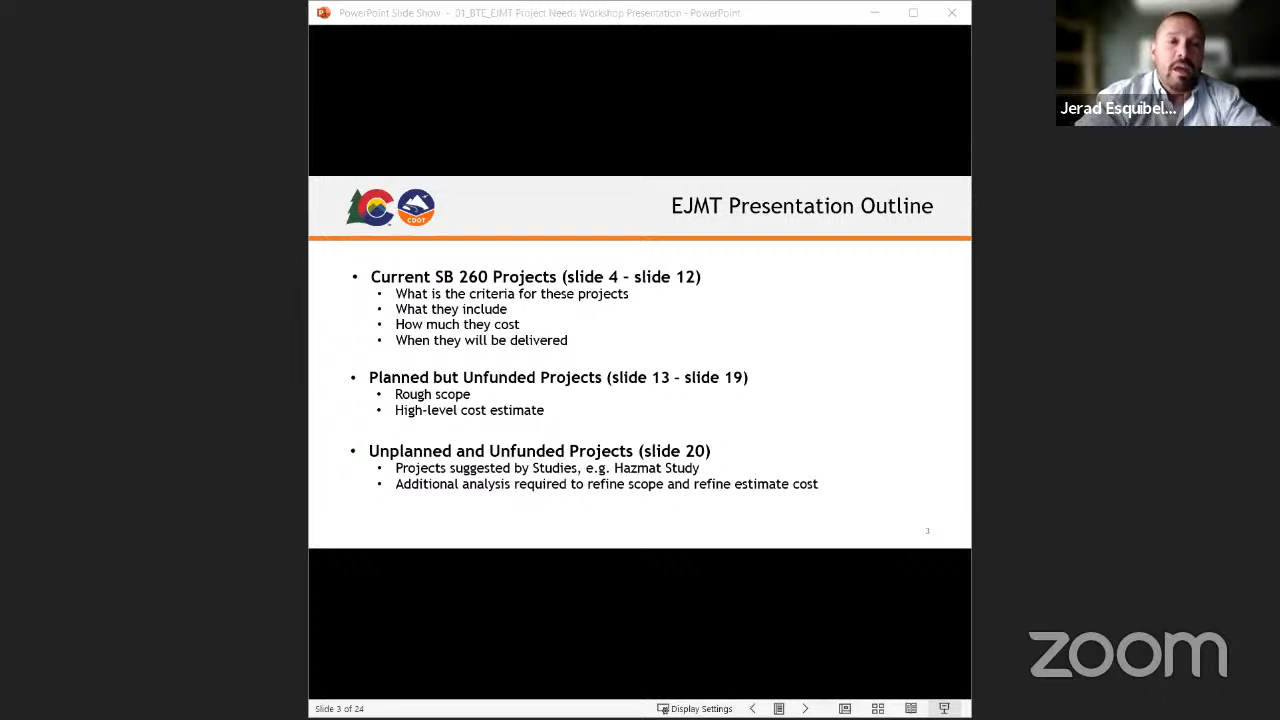 PowerPoint Slide Show - 01_BTE_EJMT Project Needs Workshop Presentation - PowerPoint
Jerad Esquibel...
CDOT
EJMT Presentation Outline
• Current SB 260 Projects (slide 4 – slide 12)
• What is the criteria for these projects
• What they include
• How much they cost
• When they will be delivered
• Planned but Unfunded Projects (slide 13 – slide 19)
• Rough scope
• High-level cost estimate
• Unplanned and Unfunded Projects (slide 20)
• Projects suggested by Studies, e.g. Hazmat Study
• Additional analysis required to refine scope and refine estimate cost
3
zoom
Slide 3 of 24
Display Settings